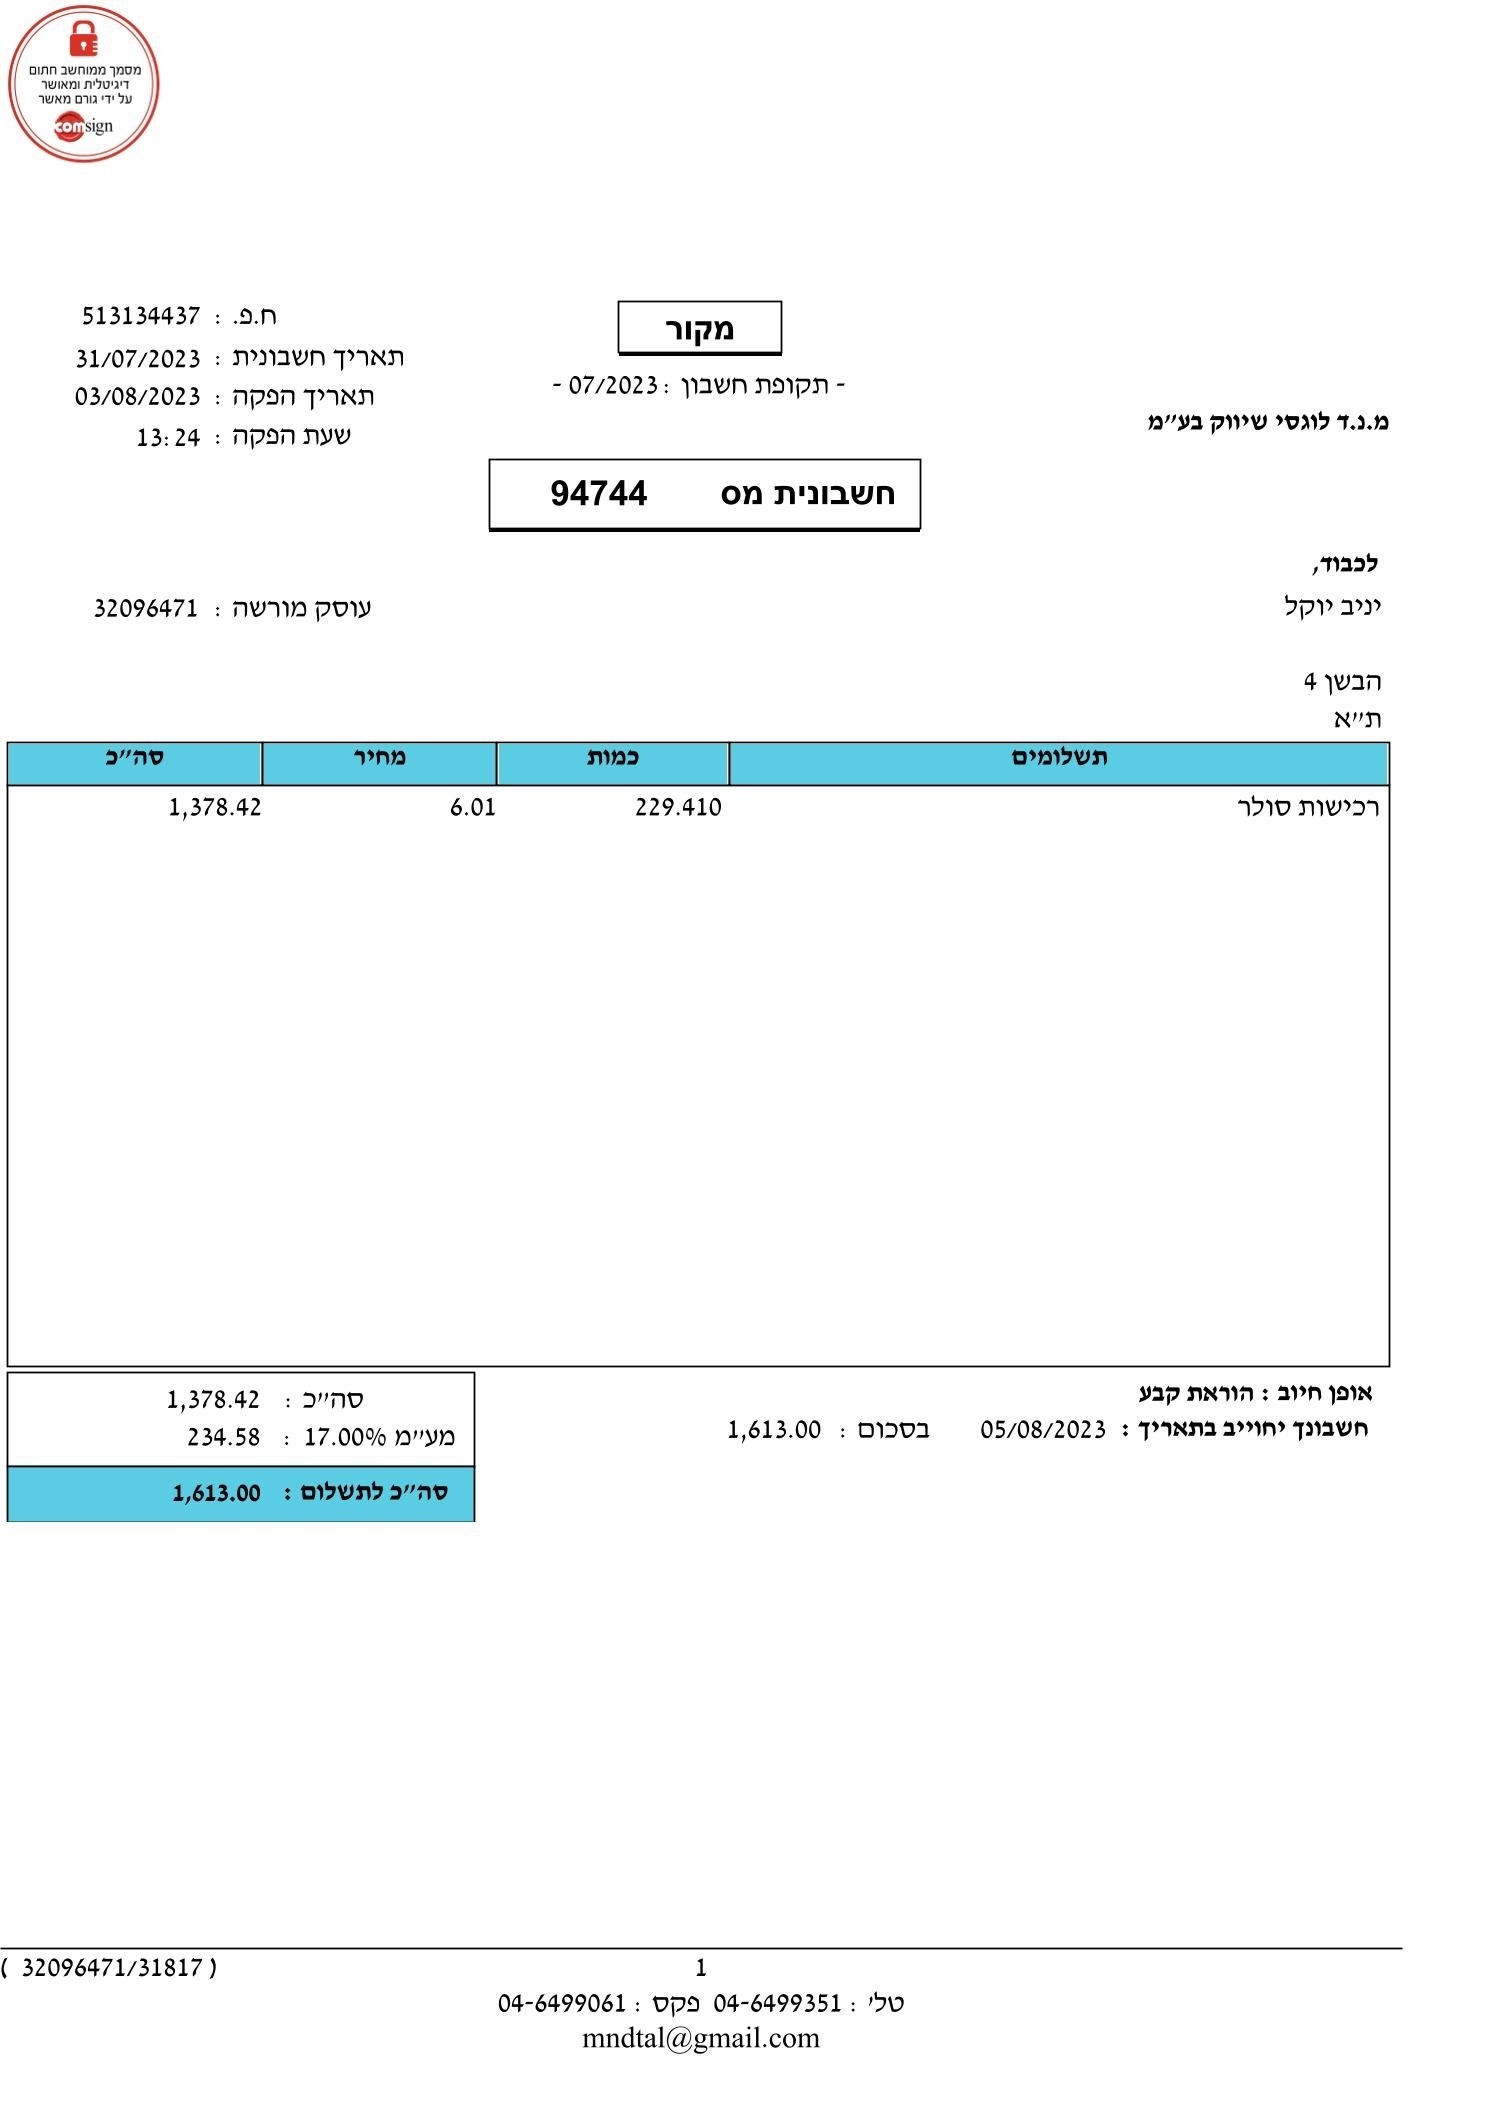 מסמך ממוחשב חתום
דיגיטלית ומאושר
על ידי גורם מאשר
comsign
ח.פ. : 513134437
מקור
תאריך חשבונית : 31/07/2023
- תקופת חשבון : 07/2023 -
תאריך הפקה : 03/08/2023
מ.נ.ד לוגסי שיווק בע"מ
שעת הפקה : 13:24
חשבונית מס 94744
לכבוד,
יניב יוקל
עוסק מורשה : 32096471
הבשן 4
ת"א
תשלומים כמות מחיר סה"כ
רכישות סולר 229.410 6.01 1,378.42
אופן חיוב : הוראת קבע
סה"כ : 1,378.42
חשבונך יחוייב בתאריך : 05/08/2023 בסכום : 1,613.00
מע"מ 17.00% : 234.58
סה"כ לתשלום : 1,613.00
1
( 32096471/31817 )
טל' : 04-6499351 פקס : 04-6499061
mndtal@gmail.com